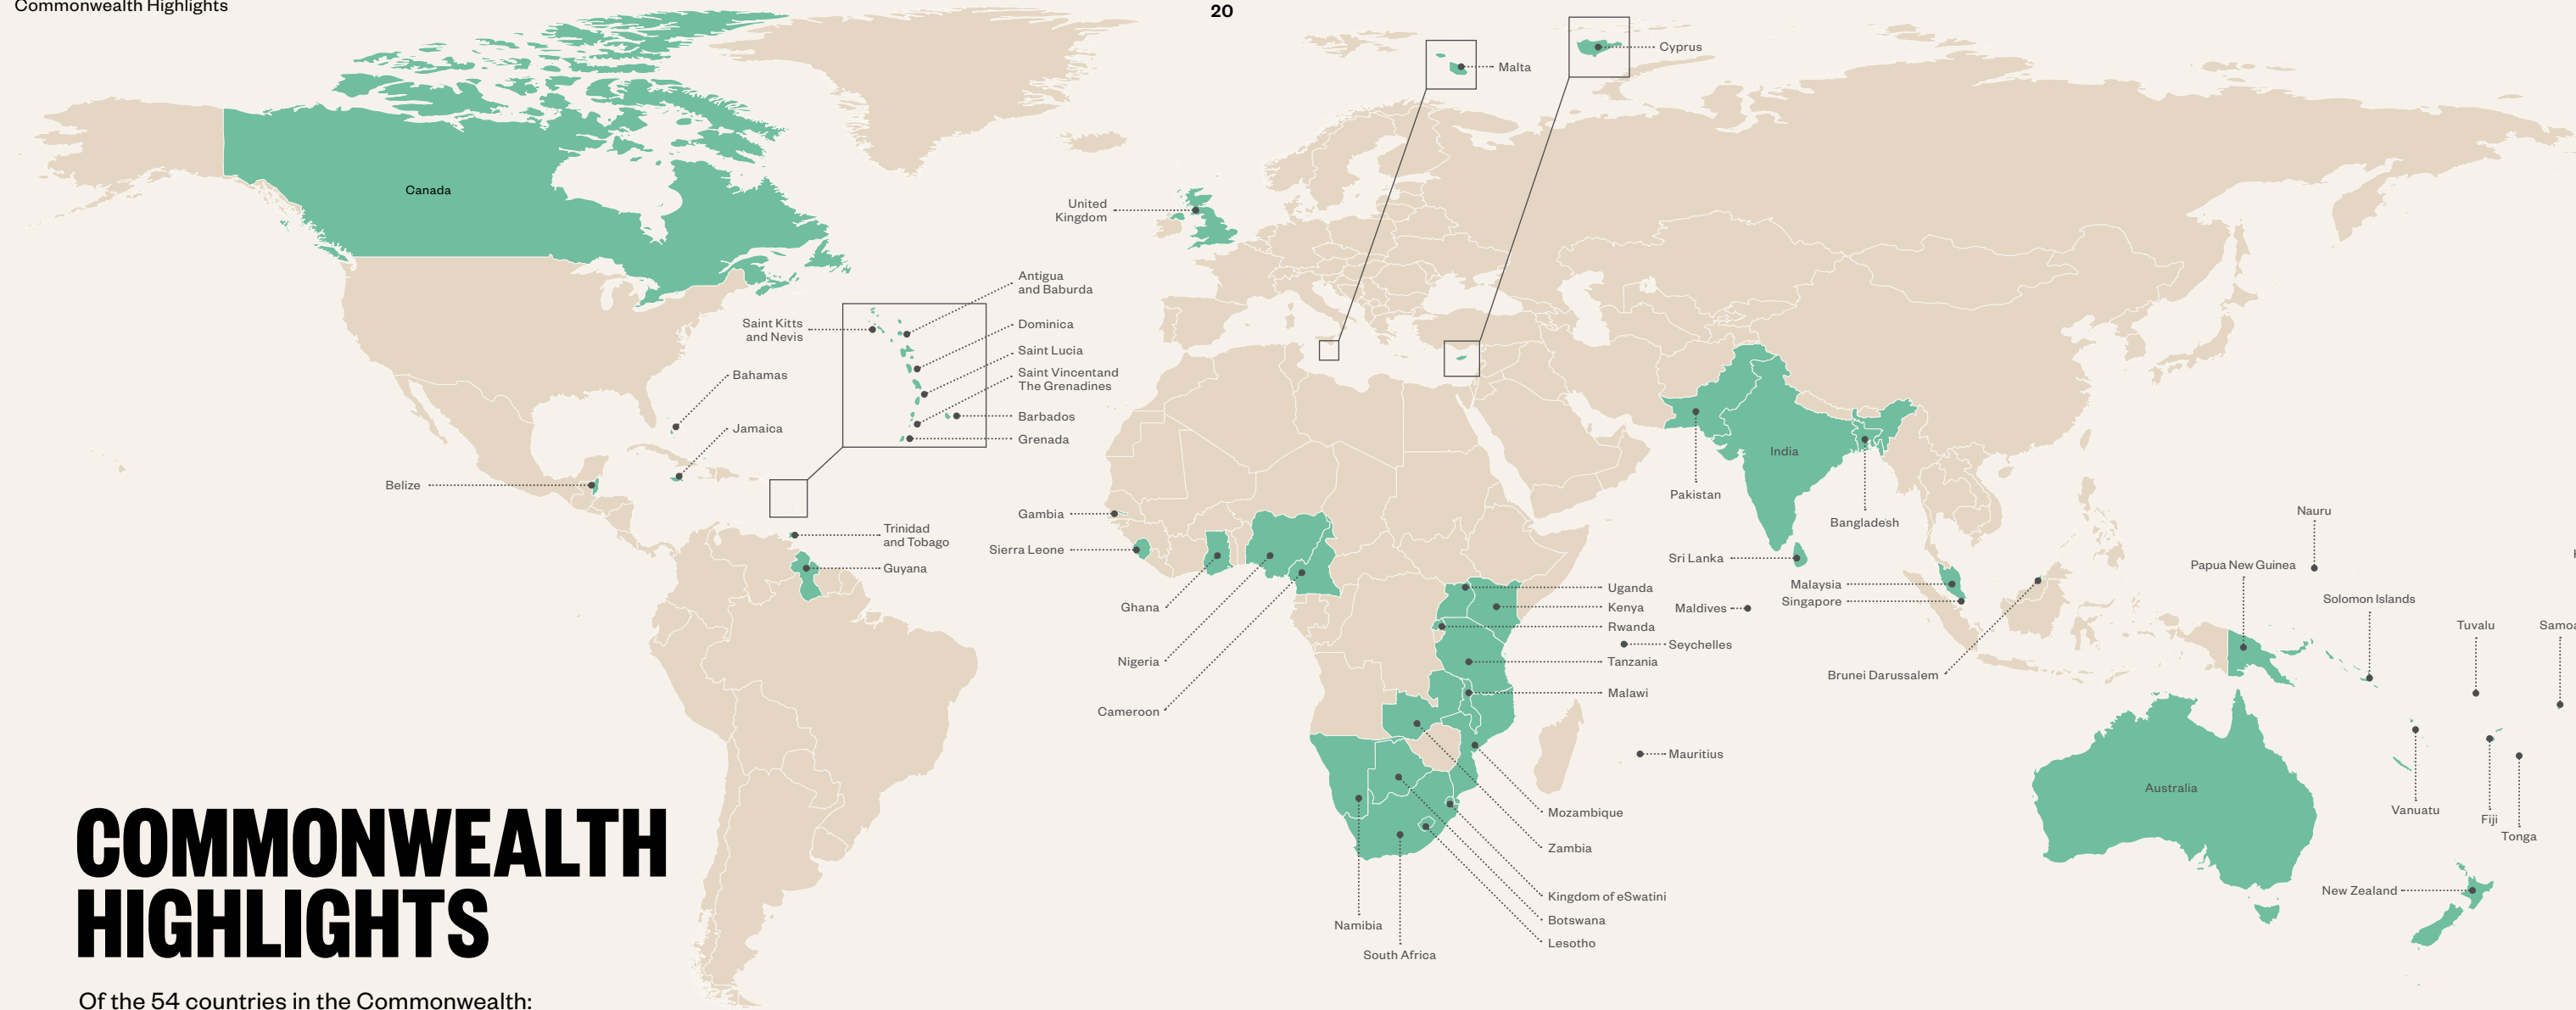 Commonwealth Highlights
20
Cyprus
Malta
Canada
United
Kingdom
Antigua
and Baburda
Saint Kitts
and Nevis
Dominica
Saint Lucia
Saint Vincentand
The Grenadines
Bahamas
Barbados
Jamaica
Grenada
Belize
India
Pakistan
Bangladesh
Gambia
Nauru
Trinidad
and Tobago
Sierra Leone
Sri Lanka
Papua New Guinea
Guyana
Malaysia
Uganda
Singapore
Solomon Islands
Ghana
Kenya
Maldives
Rwanda
Tuvalu
Samoa
Seychelles
Nigeria
Tanzania
Brunei Darussalem
Malawi
Cameroon
Mauritius
Australia
Vanuatu
Mozambique
Fiji
Tonga
Zambia
COMMONWEALTH
HIGHLIGHTS
New Zealand
Kingdom of eSwatini
Botswana
Namibia
Lesotho
South Africa
Of the 54 countries in the Commonwealth: